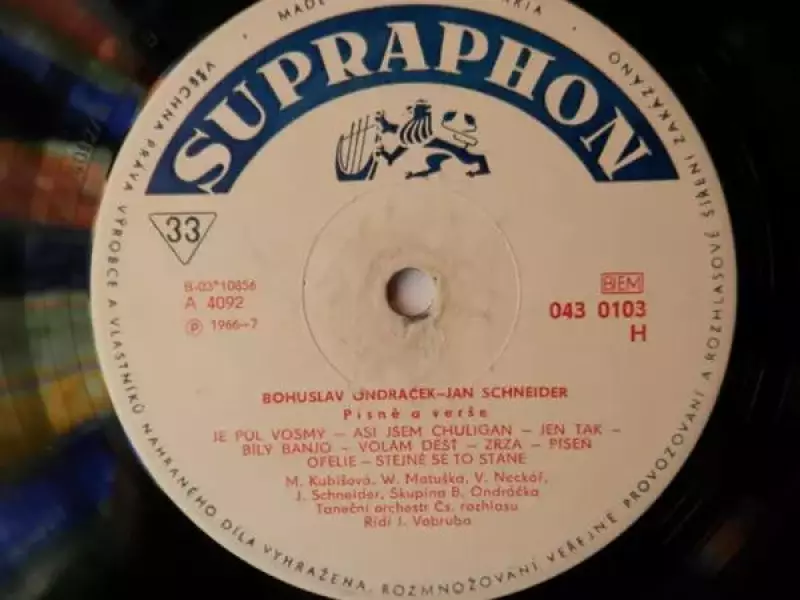 MADE
SUPRAPHON
33
B-03*10856
A 4092
Ⓟ 1966-7
BIEM
043 0103
H
BOHUSLAV ONDRÁČEK–JAN SCHNEIDER
Písně a verše
JE PŮL VOSMY – ASI JSEM CHULIGÁN – JEN TAK –
BÍLÝ BANJO – VOLÁM DÉŠŤ – ZRZA – PÍSEŇ
OFÉLIE – STEJNĚ SE TO STANE
M. Kubišová, W. Matuška, V. Neckář,
J. Schneider, Skupina B. Ondráčka
Taneční orchestr Čs. rozhlasu
Řídí J. Vobruba
VŠECHNA PRÁVA VÝROBCE A VLASTNÍKŮ NAHRANÉHO DÍLA VYHRAŽENA. ROZMNOŽOVÁNÍ VEŘEJNÉ PROVOZOVÁNÍ A ROZHLASOVÉ ŠÍŘENÍ ZAKÁZÁNO